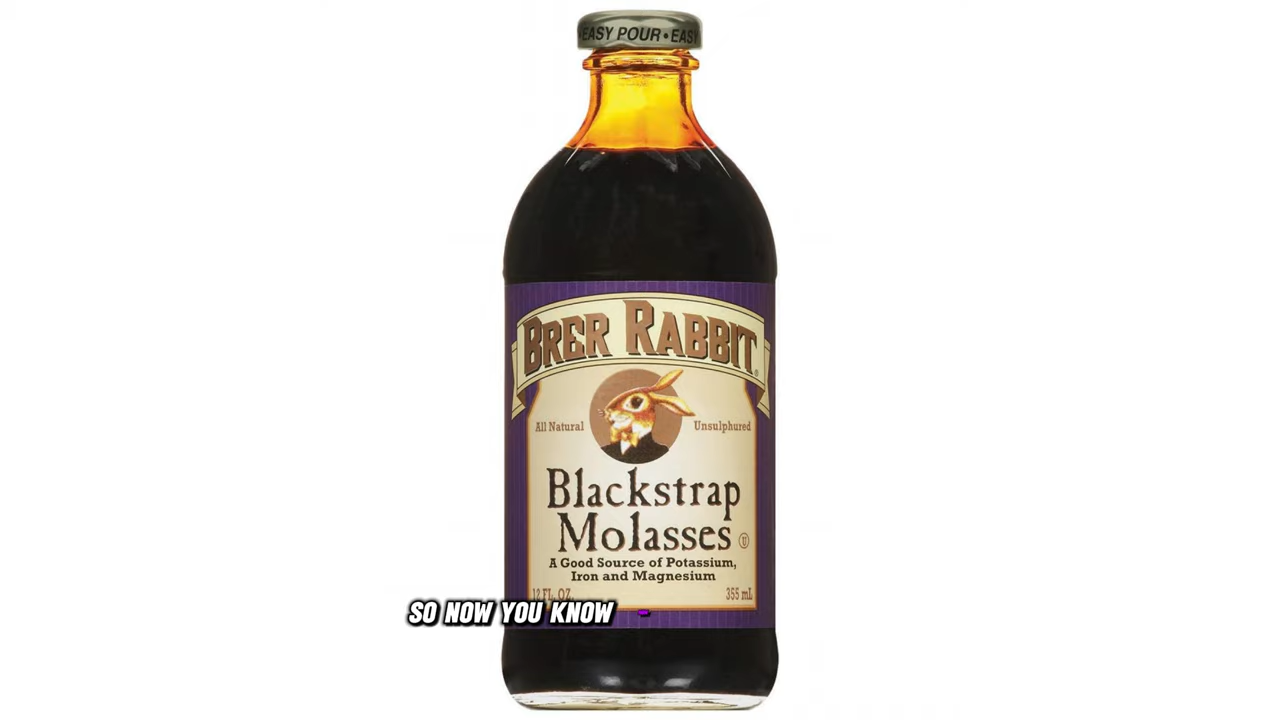 EASY POUR • EASY
BRER RABBIT®
All Natural
Unsulphured
Blackstrap
Molasses Ⓤ
A Good Source of Potassium,
Iron and Magnesium
12 FL. OZ.
355 mL
SO NOW YOU KNOW -